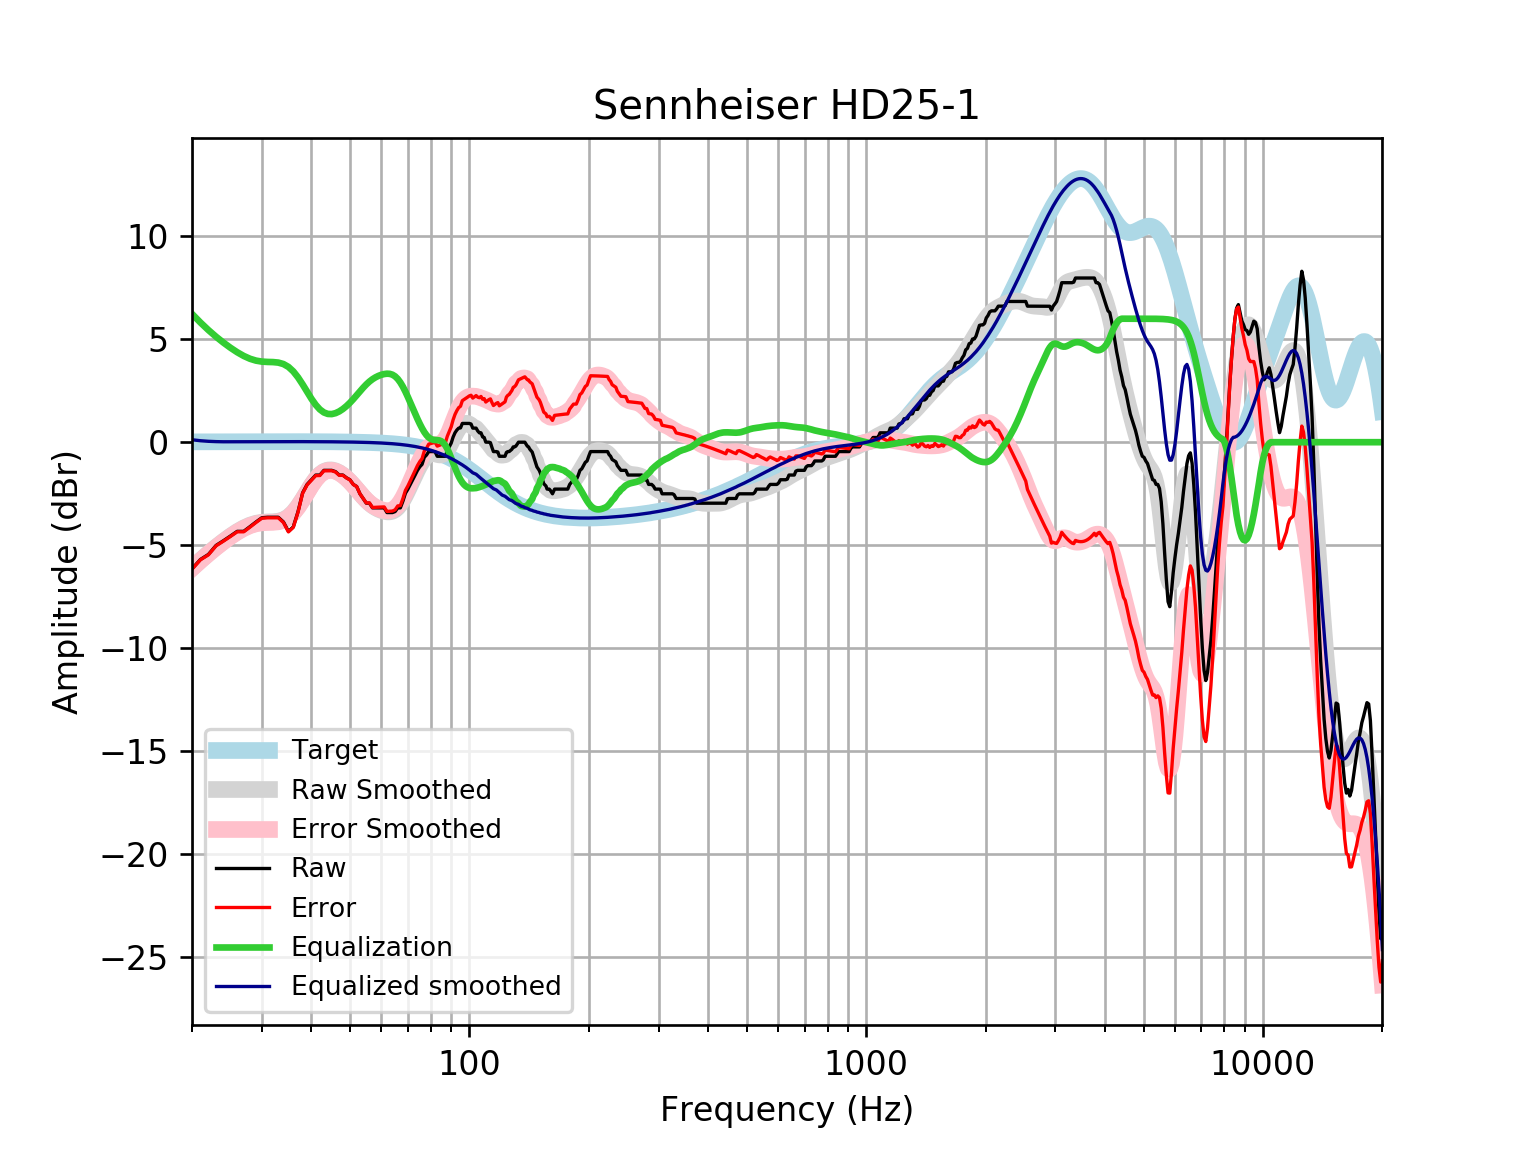 Sennheiser HD25-1
10
5
0
−5
−10
−15
−20
−25
Amplitude (dBr)
Target
Raw Smoothed
Error Smoothed
Raw
Error
Equalization
Equalized smoothed
100 1000 10000
Frequency (Hz)